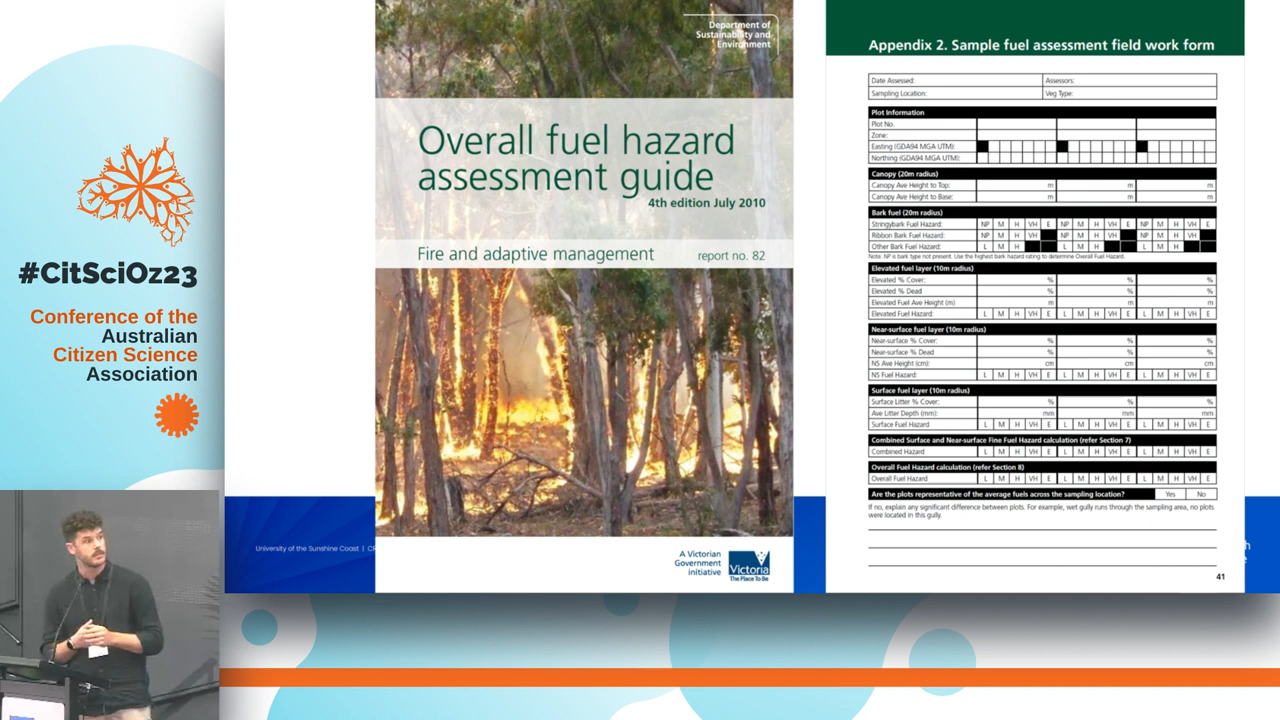 #CitSciOz23
Conference of the
Australian
Citizen Science
Association
Department of
Sustainability and
Environment
Overall fuel hazard
assessment guide
4th edition July 2010
Fire and adaptive management
report no. 82
A Victorian
Government
initiative
Victoria
The Place To Be
University of the Sunshine Coast |
Appendix 2. Sample fuel assessment field work form
Date Assessed: Assessors:
Sampling Location: Veg Type:
Plot Information
Plot No.
Zone:
Easting (GDA94 MGA UTM):
Northing (GDA94 MGA UTM):
Canopy (20m radius)
Canopy Ave Height to Top: m m m
Canopy Ave Height to Base: m m m
Bark fuel (20m radius)
Stringybark Fuel Hazard: NP M H VH E NP M H VH E NP M H VH E
Ribbon Bark Fuel Hazard: NP M H VH NP M H VH NP M H VH
Other Bark Fuel Hazard: L M H L M H L M H
Note: NP is bark type not present. Use the highest bark hazard rating to determine Overall Fuel Hazard.
Elevated fuel layer (10m radius)
Elevated % Cover: % % %
Elevated % Dead % % %
Elevated Fuel Ave Height (m) m m m
Elevated Fuel Hazard: L M H VH E L M H VH E L M H VH E
Near-surface fuel layer (10m radius)
Near-surface % Cover: % % %
Near-surface % Dead % % %
NS Ave Height (cm): cm cm cm
NS Fuel Hazard: L M H VH E L M H VH E L M H VH E
Surface fuel layer (10m radius)
Surface Litter % Cover: % % %
Ave Litter Depth (mm): mm mm mm
Surface Fuel Hazard L M H VH E L M H VH E L M H VH E
Combined Surface and Near-surface Fine Fuel Hazard calculation (refer Section 7)
Combined Hazard L M H VH E L M H VH E L M H VH E
Overall Fuel Hazard calculation (refer Section 8)
Overall Fuel Hazard L M H VH E L M H VH E L M H VH E
Are the plots representative of the average fuels across the sampling location? Yes No
If no, explain any significant difference between plots. For example, wet gully runs through the sampling area, no plots
were located in this gully.
41